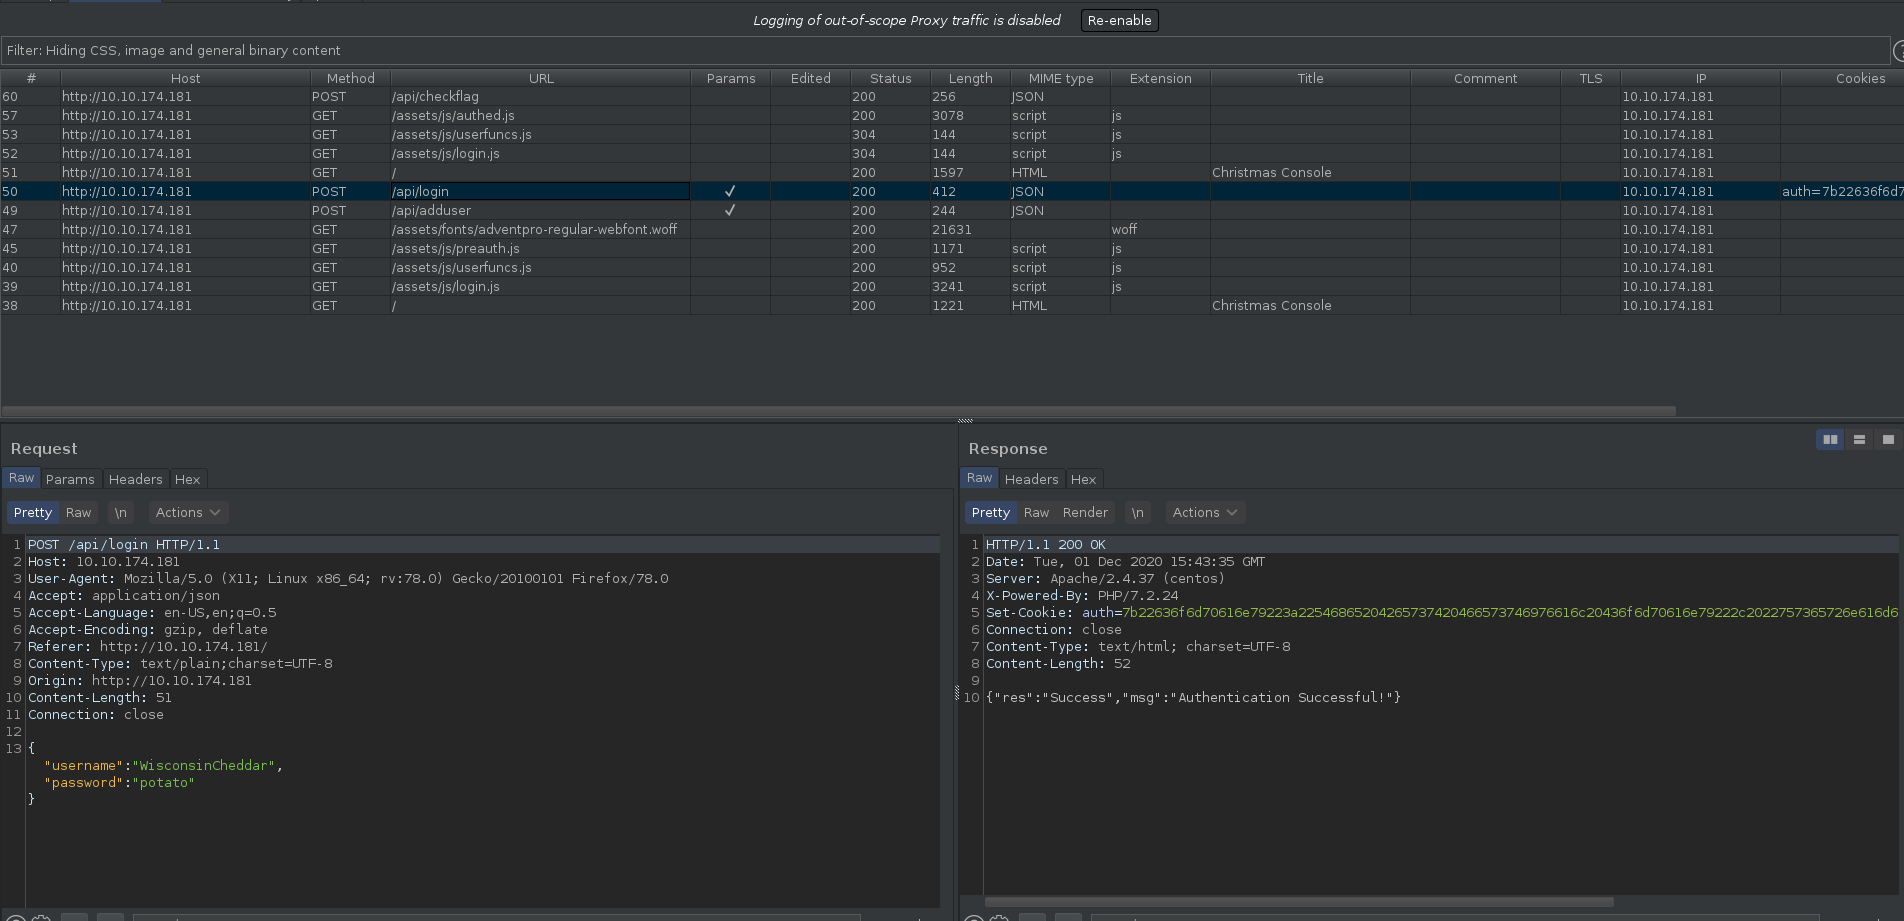 Logging of out-of-scope Proxy traffic is disabled Re-enable
Filter: Hiding CSS, image and general binary content ?
# Host Method URL Params Edited Status Length MIME type Extension Title Comment TLS IP Cookies
60 http://10.10.174.181 POST /api/checkflag 200 256 JSON 10.10.174.181
57 http://10.10.174.181 GET /assets/js/authed.js 200 3078 script js 10.10.174.181
53 http://10.10.174.181 GET /assets/js/userfuncs.js 304 144 script js 10.10.174.181
52 http://10.10.174.181 GET /assets/js/login.js 304 144 script js 10.10.174.181
51 http://10.10.174.181 GET / 200 1597 HTML Christmas Console 10.10.174.181
50 http://10.10.174.181 POST /api/login ✓ 200 412 JSON 10.10.174.181 auth=7b22636f6d7
49 http://10.10.174.181 POST /api/adduser ✓ 200 244 JSON 10.10.174.181
47 http://10.10.174.181 GET /assets/fonts/adventpro-regular-webfont.woff 200 21631 woff 10.10.174.181
45 http://10.10.174.181 GET /assets/js/preauth.js 200 1171 script js 10.10.174.181
40 http://10.10.174.181 GET /assets/js/userfuncs.js 200 952 script js 10.10.174.181
39 http://10.10.174.181 GET /assets/js/login.js 200 3241 script js 10.10.174.181
38 http://10.10.174.181 GET / 200 1221 HTML Christmas Console 10.10.174.181
Request
Raw Params Headers Hex
Pretty Raw \n Actions
1 POST /api/login HTTP/1.1
2 Host: 10.10.174.181
3 User-Agent: Mozilla/5.0 (X11; Linux x86_64; rv:78.0) Gecko/20100101 Firefox/78.0
4 Accept: application/json
5 Accept-Language: en-US,en;q=0.5
6 Accept-Encoding: gzip, deflate
7 Referer: http://10.10.174.181/
8 Content-Type: text/plain;charset=UTF-8
9 Origin: http://10.10.174.181
10 Content-Length: 51
11 Connection: close
12
13 {
"username":"WisconsinCheddar",
"password":"potato"
}
Response
Raw Headers Hex
Pretty Raw Render \n Actions
1 HTTP/1.1 200 OK
2 Date: Tue, 01 Dec 2020 15:43:35 GMT
3 Server: Apache/2.4.37 (centos)
4 X-Powered-By: PHP/7.2.24
5 Set-Cookie: auth=7b22636f6d70616e79223a22546865204265737420466573746976616c20436f6d70616e79222c2022757365726e616d6
6 Connection: close
7 Content-Type: text/html; charset=UTF-8
8 Content-Length: 52
9
10 {"res":"Success","msg":"Authentication Successful!"}